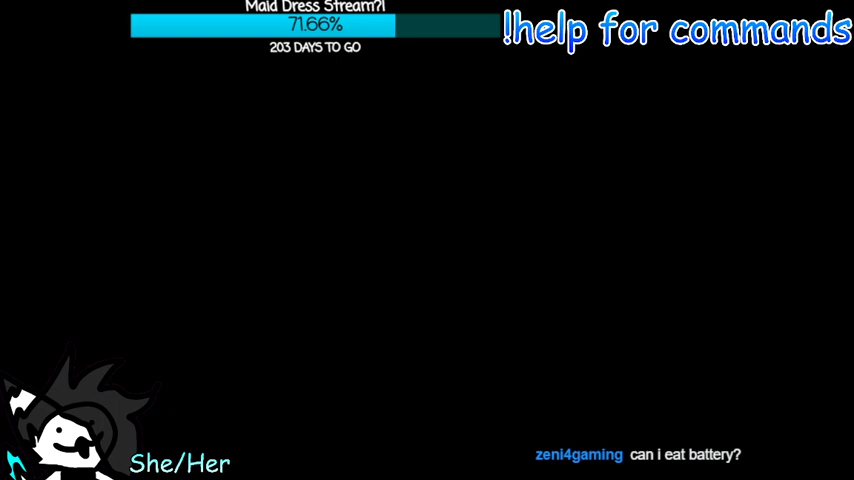 Maid Dress Stream?!
71.66%
203 DAYS TO GO
!help for commands
She/Her
zeni4gaming can i eat battery?